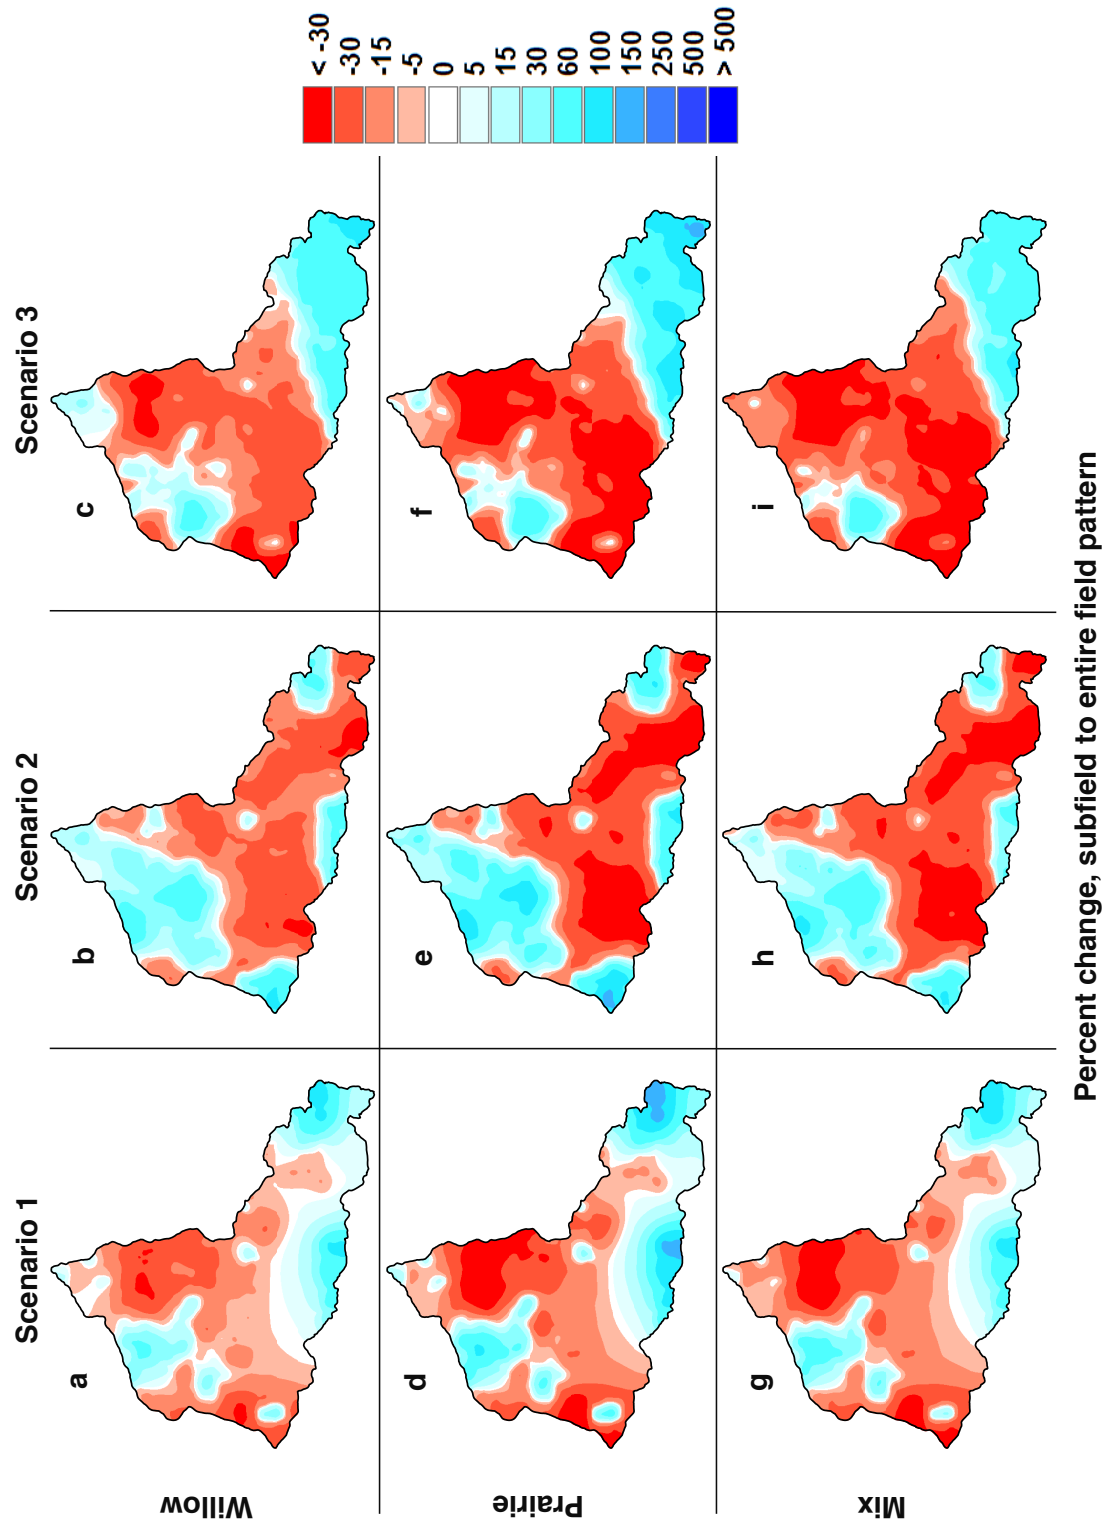 Scenario 1
Scenario 2
Scenario 3
Willow
Prairie
Mix
a
b
c
d
e
f
g
h
i
< -30
-30
-15
-5
0
5
15
30
60
100
150
250
500
> 500
Percent change, subfield to entire field pattern